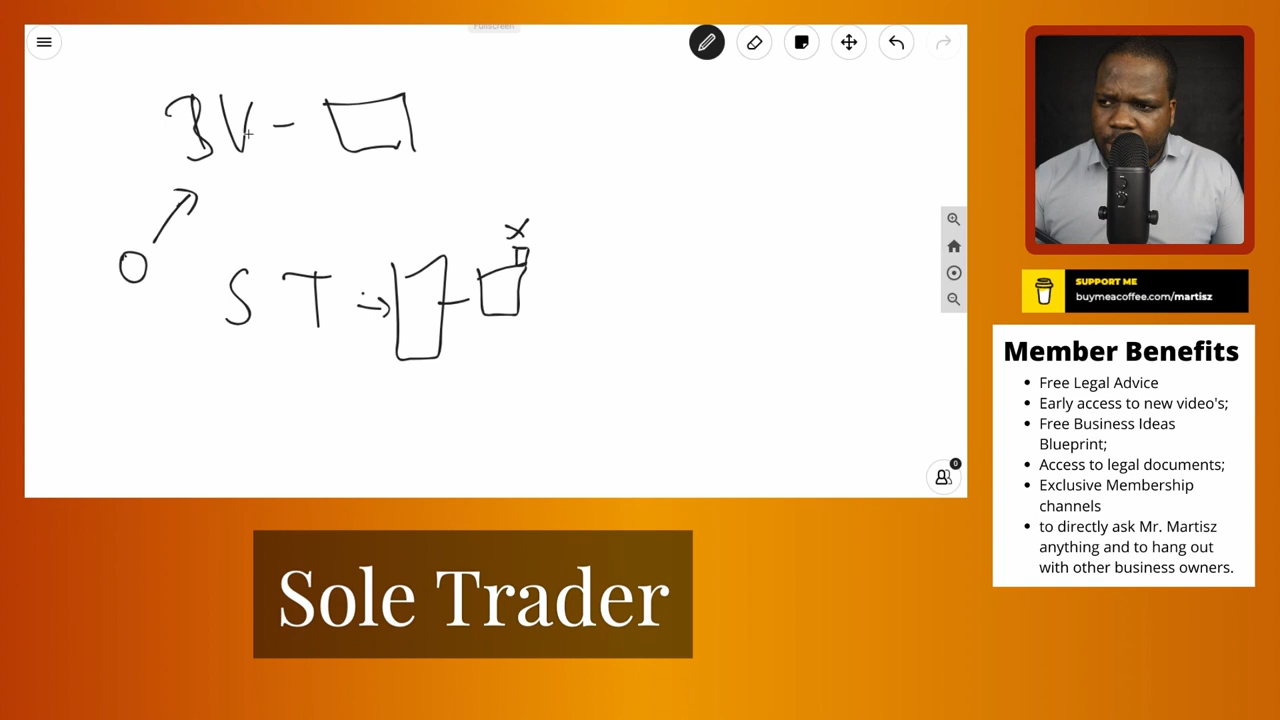 Fullscreen
BV -
X
S T
0
SUPPORT ME
buymeacoffee.com/martisz
Member Benefits
• Free Legal Advice
• Early access to new video's;
• Free Business Ideas
Blueprint;
• Access to legal documents;
• Exclusive Membership
channels
• to directly ask Mr. Martisz
anything and to hang out
with other business owners.
Sole Trader